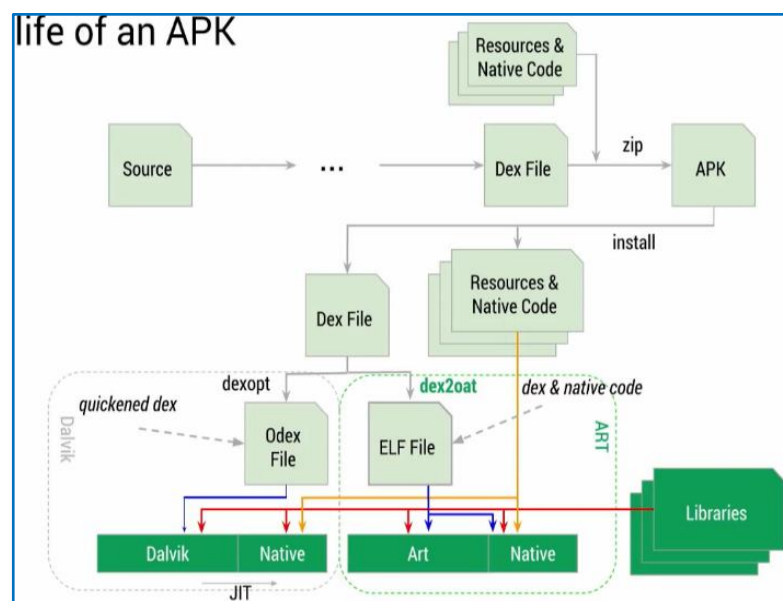 life of an APK
Resources &
Native Code
Source
...
Dex File
zip
APK
install
Resources &
Native Code
Dex File
dexopt
dex2oat
quickened dex
dex & native code
Dalvik
Odex
File
ELF File
ART
Libraries
Dalvik
Native
Art
Native
JIT